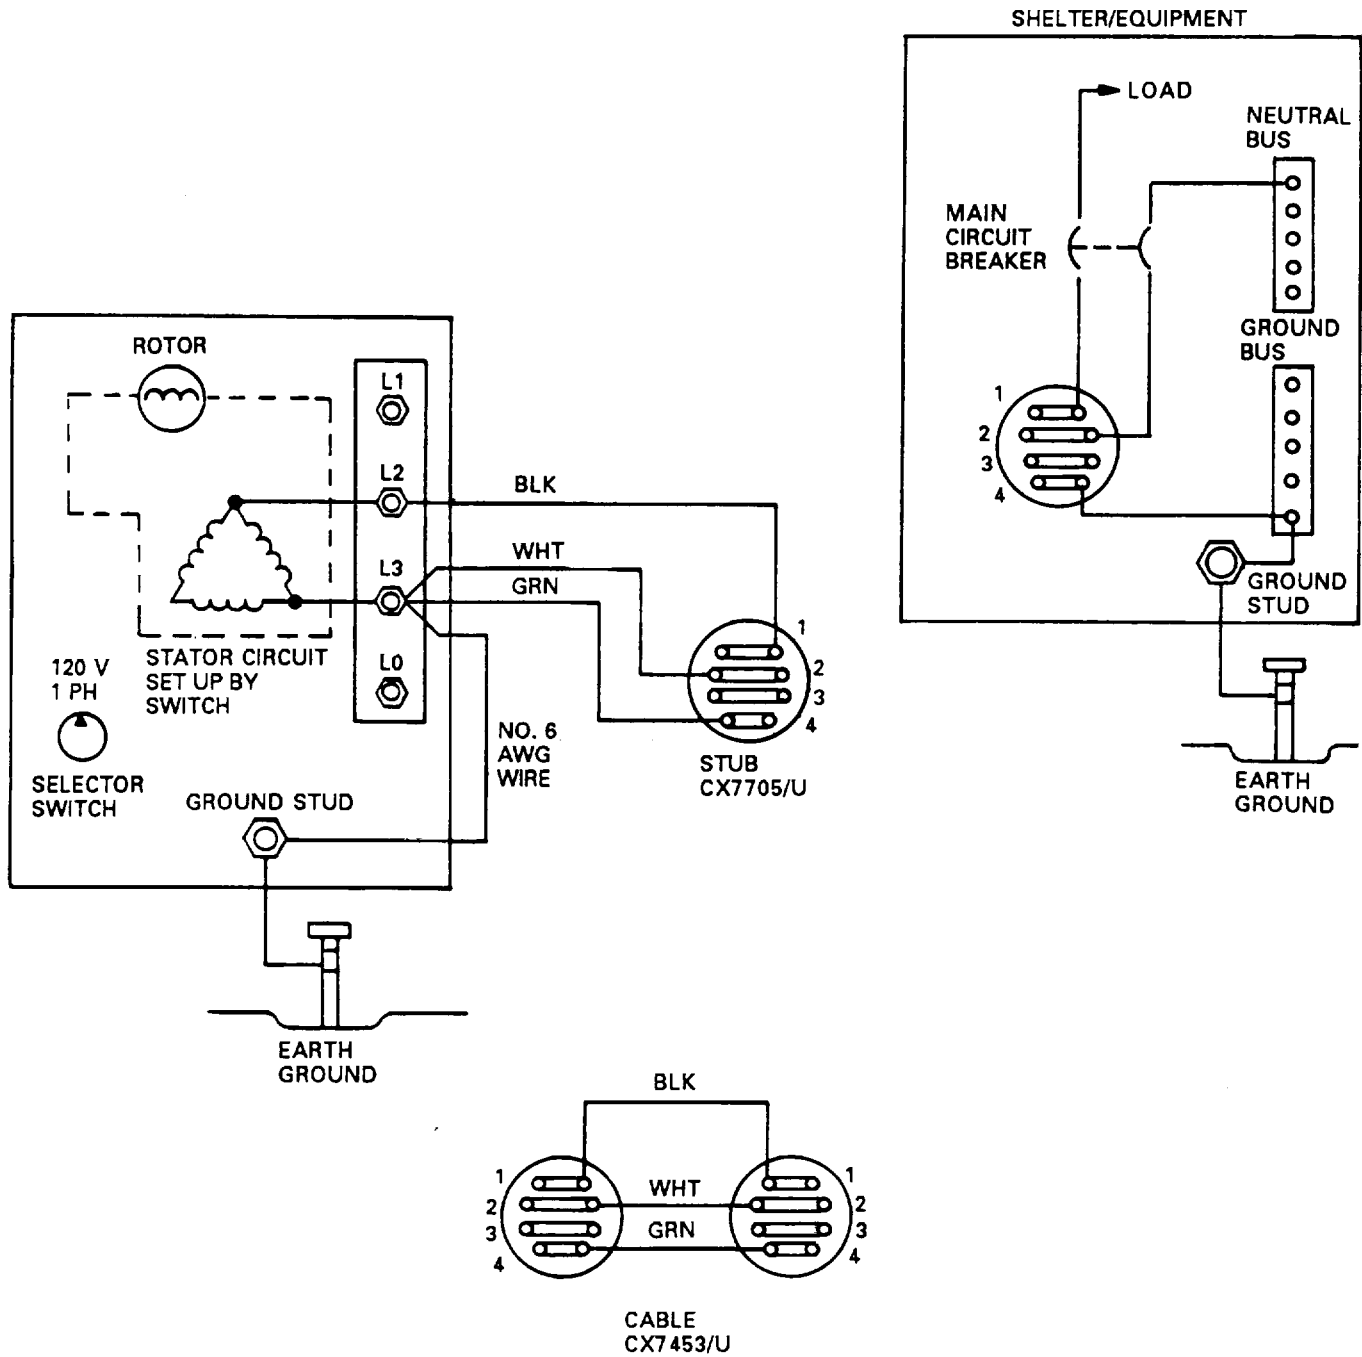 SHELTER/EQUIPMENT
LOAD
NEUTRAL
BUS
MAIN
CIRCUIT
BREAKER
GROUND
BUS
1
2
3
4
GROUND
STUD
EARTH
GROUND
ROTOR
L1
L2
L3
L0
BLK
WHT
GRN
STATOR CIRCUIT
SET UP BY
SWITCH
120 V
1 PH
SELECTOR
SWITCH
GROUND STUD
NO. 6
AWG
WIRE
1
2
3
4
STUB
CX7705/U
EARTH
GROUND
BLK
WHT
GRN
1
2
3
4
1
2
3
4
CABLE
CX7453/U